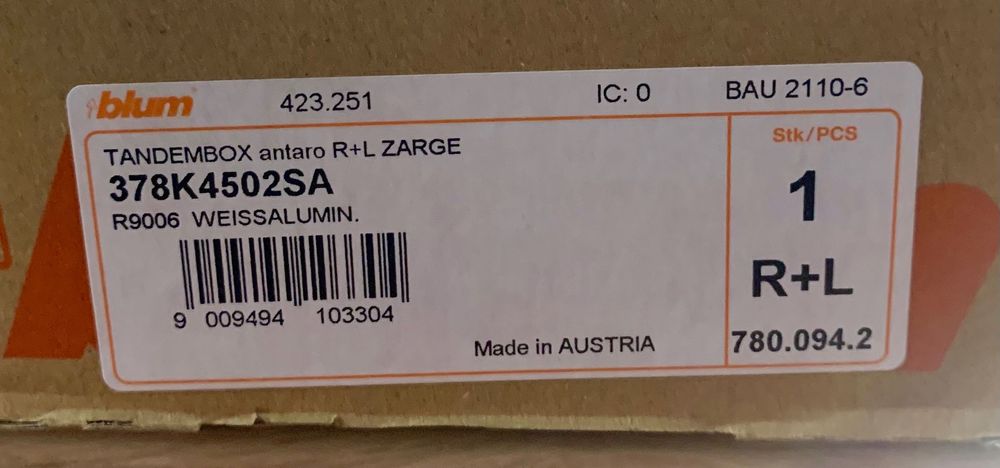 blum
423.251
IC: 0
BAU 2110-6
TANDEMBOX antaro R+L ZARGE
378K4502SA
R9006 WEISSALUMIN.
9 009494 103304
Made in AUSTRIA
Stk/PCS
1
R+L
780.094.2